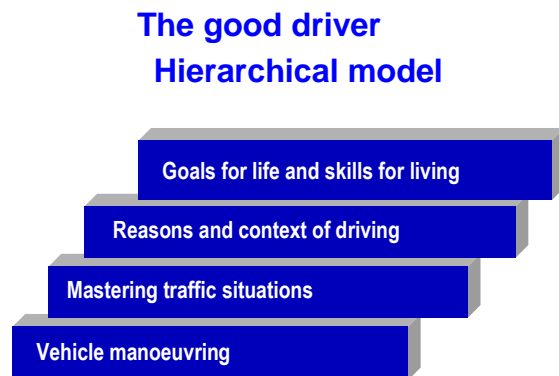 The good driver
Hierarchical model
Goals for life and skills for living
Reasons and context of driving
Mastering traffic situations
Vehicle manoeuvring